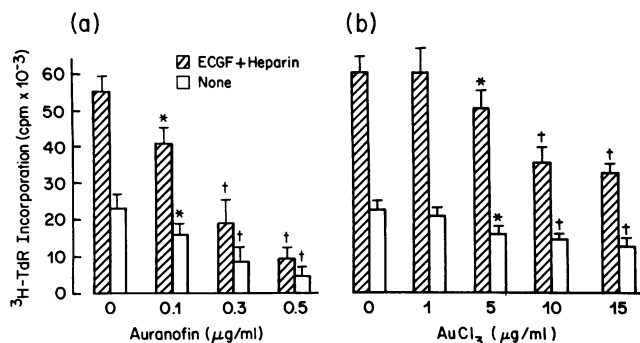 (a)
(b)
ECGF+Heparin
None
³H-TdR Incorporation (cpm x 10⁻³)
60
50
40
30
20
10
0
* * † † † †
* * † † † †
0 0.1 0.3 0.5
Auranofin (μg/ml)
0 1 5 10 15
AuCl₃ (μg/ml)